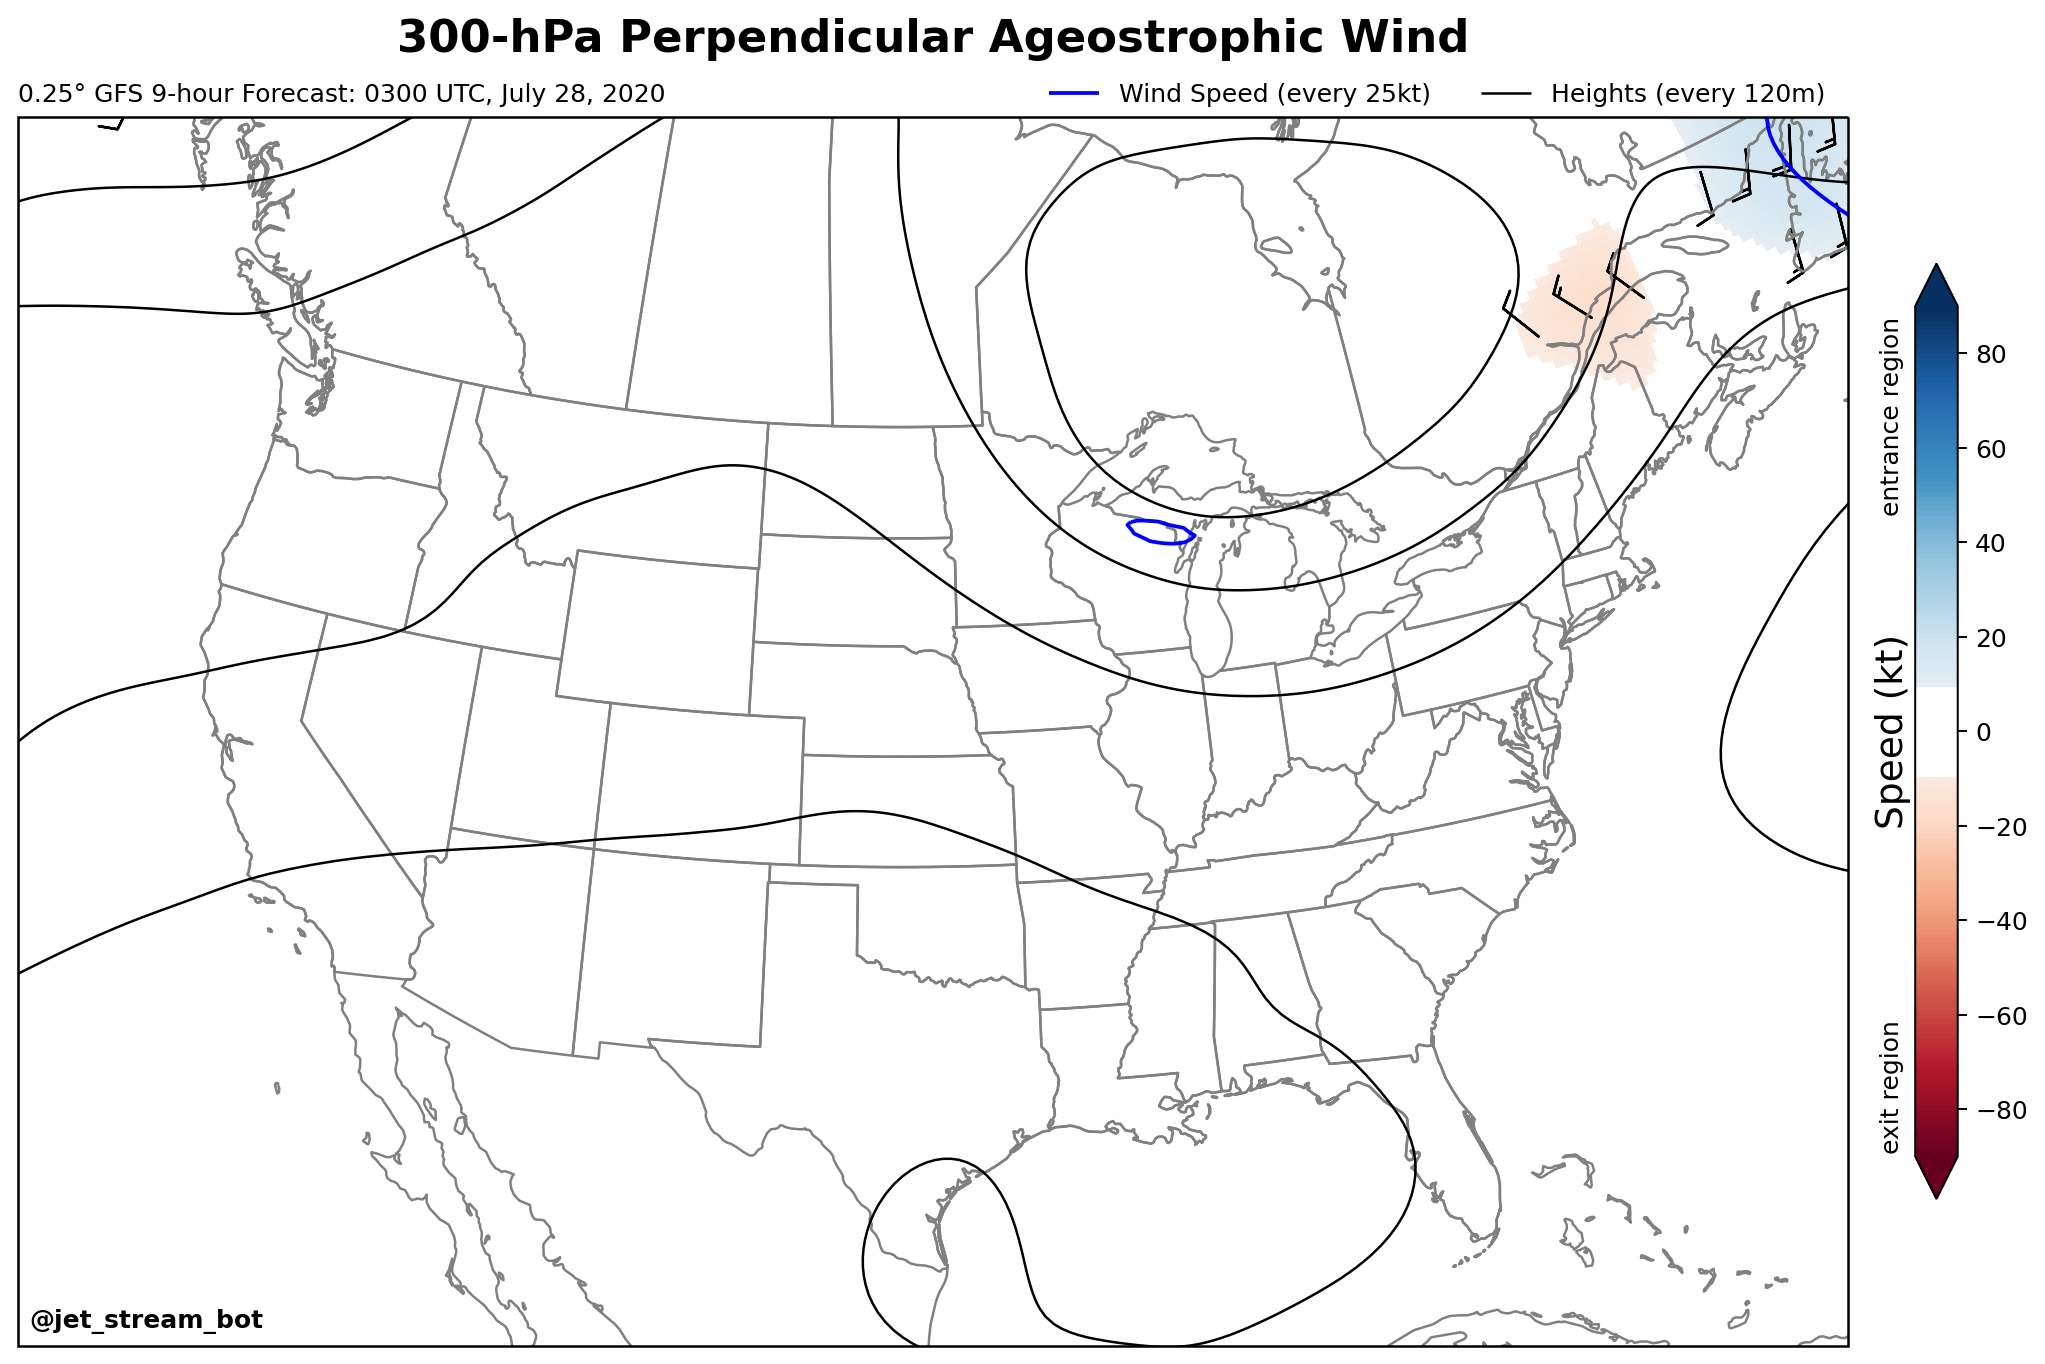 300-hPa Perpendicular Ageostrophic Wind
0.25° GFS 9-hour Forecast: 0300 UTC, July 28, 2020
Wind Speed (every 25kt)
Heights (every 120m)
entrance region
Speed (kt)
exit region
80
60
40
20
0
−20
−40
−60
−80
@jet_stream_bot